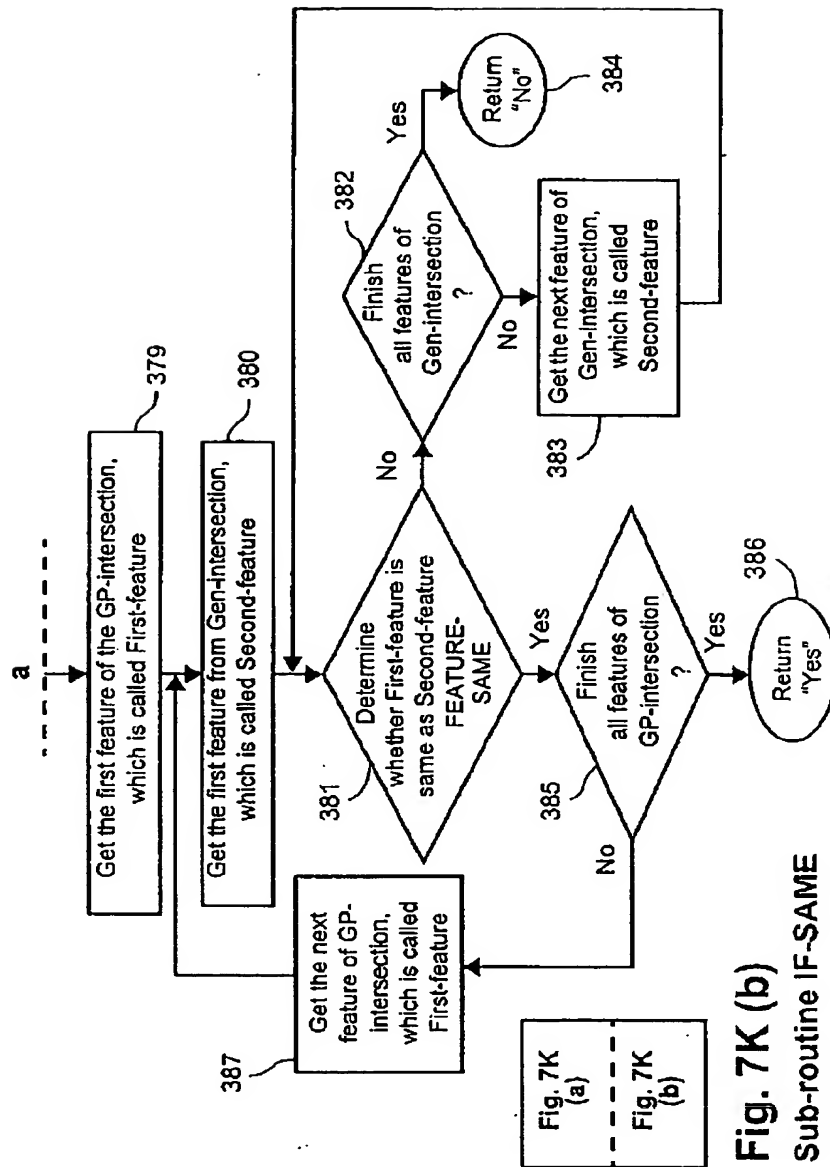 a
Get the first feature of the GP-intersection,
which is called First-feature
379
Get the first feature from Gen-intersection,
which is called Second-feature
380
Determine
whether First-feature is
same as Second-feature
FEATURE-
SAME
381
No
Yes
Finish
all features of
Gen-intersection
?
382
Yes
No
Return
"No"
384
Get the next feature of
Gen-Intersection,
which is called
Second-feature
383
Finish
all features of
GP-intersection
?
385
No
Yes
Return
"Yes"
386
Get the next
feature of GP-
intersection,
which is called
First-feature
387
Fig. 7K
(a)
Fig. 7K
(b)
Fig. 7K (b)
Sub-routine IF-SAME